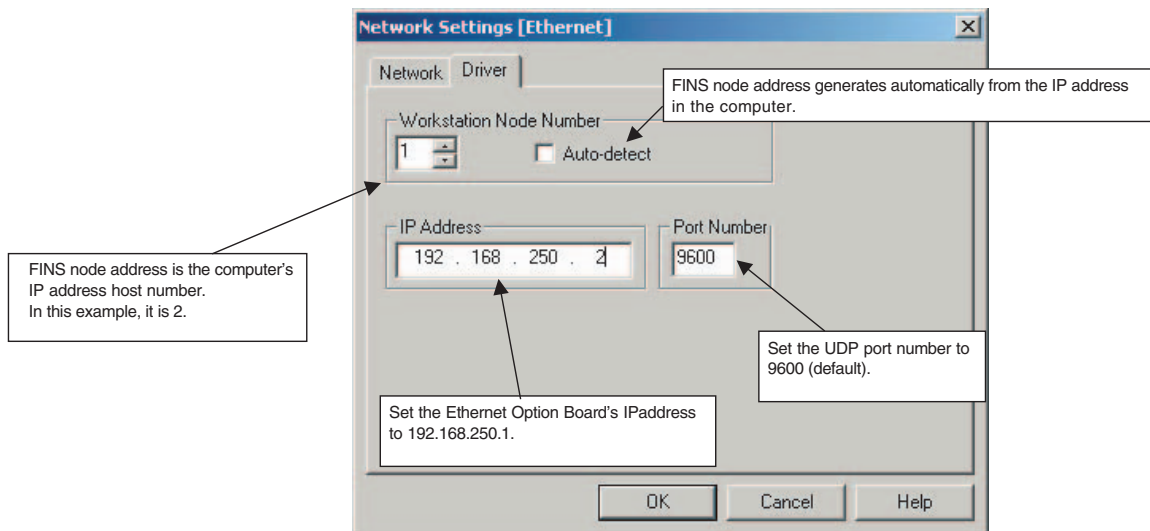 Network Settings [Ethernet]
Network
Driver
FINS node address generates automatically from the IP address
in the computer.
Workstation Node Number
1
Auto-detect
IP Address
192 . 168 . 250 . 2
Port Number
9600
FINS node address is the computer's
IP address host number.
In this example, it is 2.
Set the UDP port number to
9600 (default).
Set the Ethernet Option Board's IPaddress
to 192.168.250.1.
OK
Cancel
Help